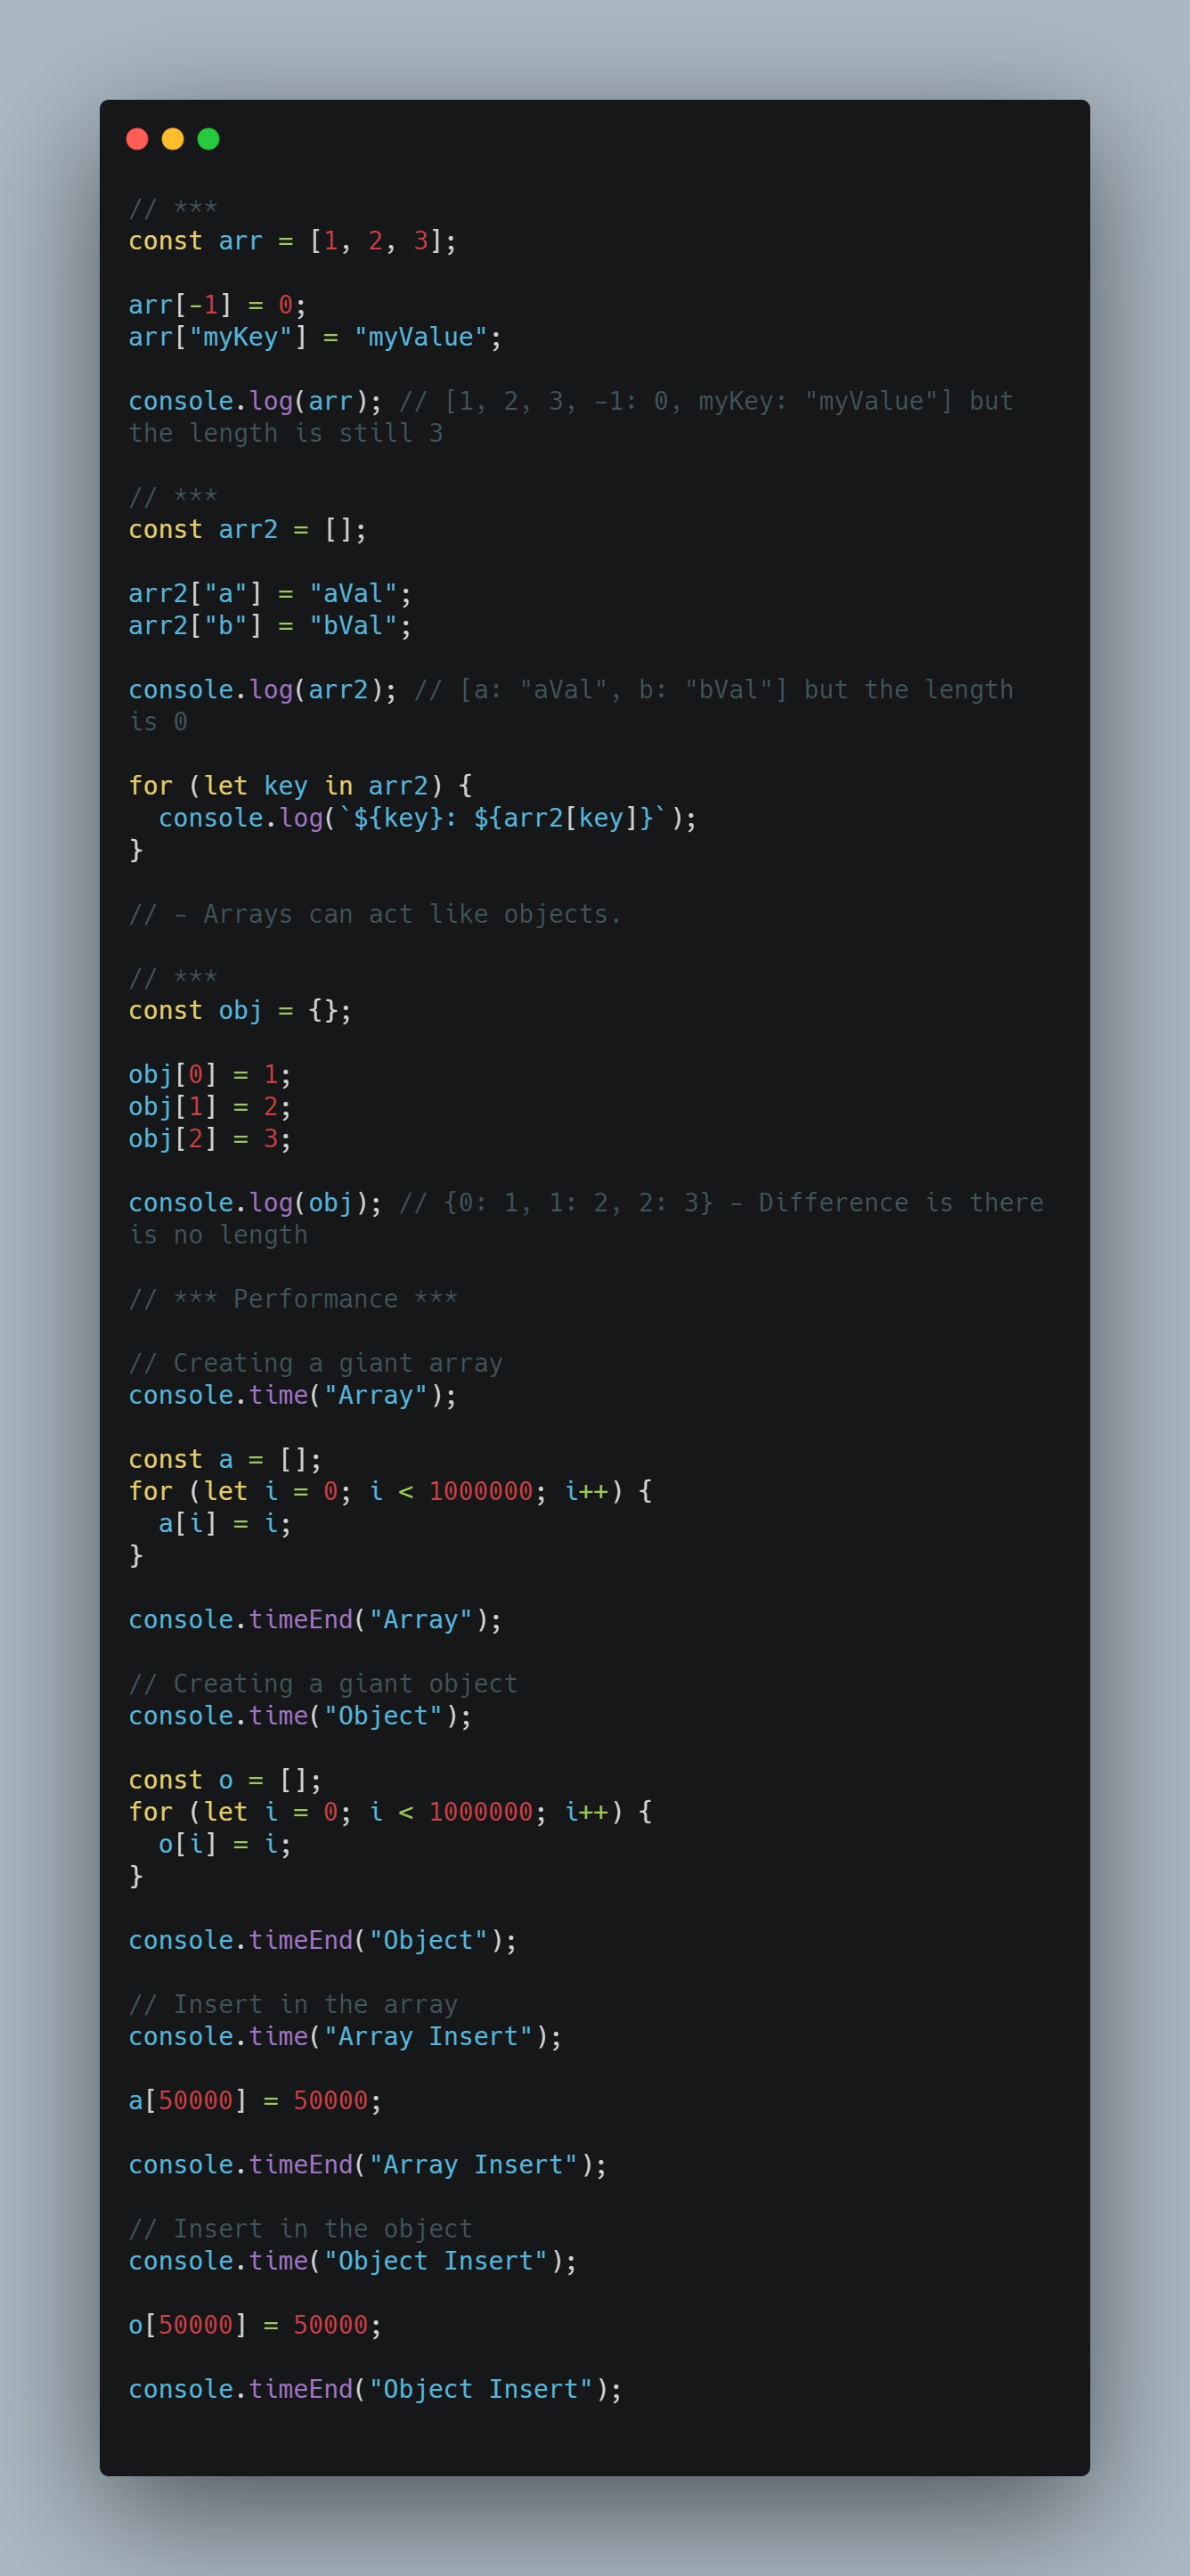 // ***
const arr = [1, 2, 3];
arr[-1] = 0;
arr["myKey"] = "myValue";
console.log(arr); // [1, 2, 3, -1: 0, myKey: "myValue"] but
the length is still 3
// ***
const arr2 = [];
arr2["a"] = "aVal";
arr2["b"] = "bVal";
console.log(arr2); // [a: "aVal", b: "bVal"] but the length
is 0
for (let key in arr2) {
  console.log(`${key}: ${arr2[key]}`);
}
// - Arrays can act like objects.
// ***
const obj = {};
obj[0] = 1;
obj[1] = 2;
obj[2] = 3;
console.log(obj); // {0: 1, 1: 2, 2: 3} - Difference is there
is no length
// *** Performance ***
// Creating a giant array
console.time("Array");
const a = [];
for (let i = 0; i < 1000000; i++) {
  a[i] = i;
}
console.timeEnd("Array");
// Creating a giant object
console.time("Object");
const o = [];
for (let i = 0; i < 1000000; i++) {
  o[i] = i;
}
console.timeEnd("Object");
// Insert in the array
console.time("Array Insert");
a[50000] = 50000;
console.timeEnd("Array Insert");
// Insert in the object
console.time("Object Insert");
o[50000] = 50000;
console.timeEnd("Object Insert");